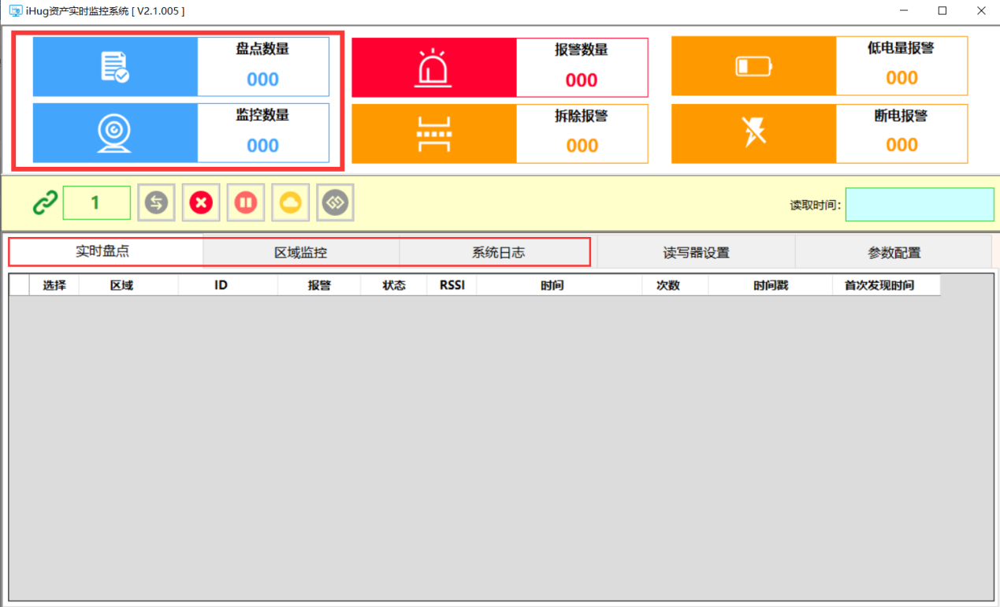 iHug资产实时监控系统 [ V2.1.005 ]
盘点数量
000
报警数量
000
低电量报警
000
监控数量
000
拆除报警
000
断电报警
000
1
读取时间:
实时盘点 区域监控 系统日志 读写器设置 参数配置
选择 区域 ID 报警 状态 RSSI 时间 次数 时间戳 首次发现时间